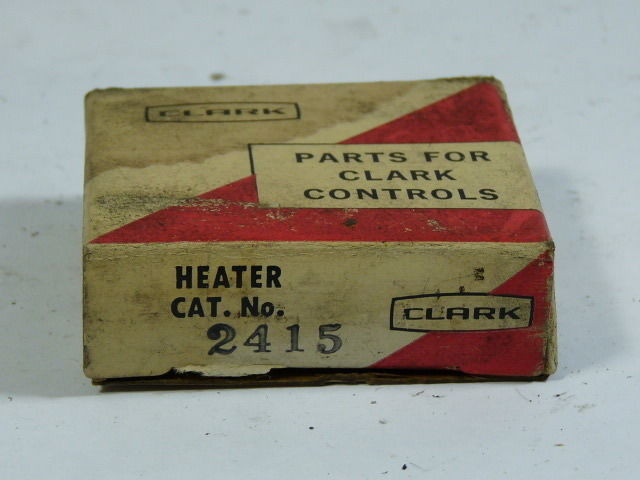 CLARK
PARTS FOR
CLARK
CONTROLS
HEATER
CAT. No.
2415
CLARK